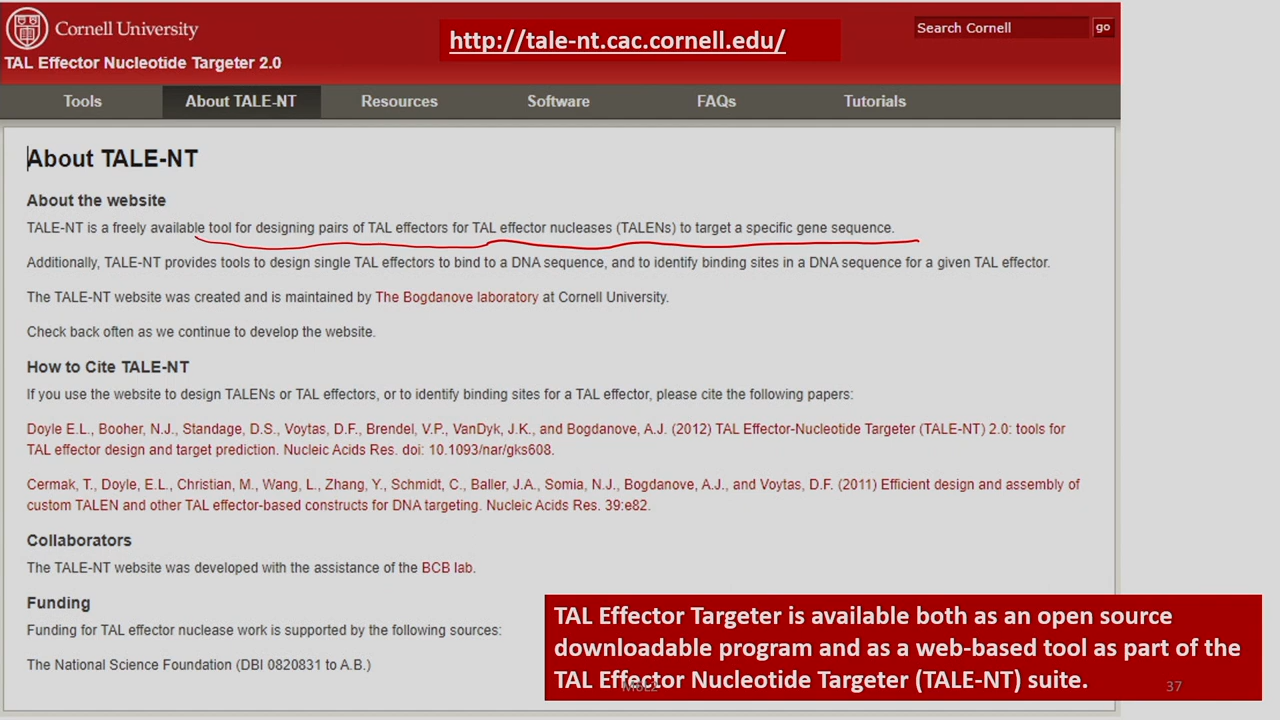 Cornell University
TAL Effector Nucleotide Targeter 2.0
http://tale-nt.cac.cornell.edu/
Search Cornell
go
Tools
About TALE-NT
Resources
Software
FAQs
Tutorials
About TALE-NT
About the website
TALE-NT is a freely available tool for designing pairs of TAL effectors for TAL effector nucleases (TALENs) to target a specific gene sequence.
Additionally, TALE-NT provides tools to design single TAL effectors to bind to a DNA sequence, and to identify binding sites in a DNA sequence for a given TAL effector.
The TALE-NT website was created and is maintained by The Bogdanove laboratory at Cornell University.
Check back often as we continue to develop the website.
How to Cite TALE-NT
If you use the website to design TALENs or TAL effectors, or to identify binding sites for a TAL effector, please cite the following papers:
Doyle E.L., Booher, N.J., Standage, D.S., Voytas, D.F., Brendel, V.P., VanDyk, J.K., and Bogdanove, A.J. (2012) TAL Effector-Nucleotide Targeter (TALE-NT) 2.0: tools for
TAL effector design and target prediction. Nucleic Acids Res. doi: 10.1093/nar/gks608.
Cermak, T., Doyle, E.L., Christian, M., Wang, L., Zhang, Y., Schmidt, C., Baller, J.A., Somia, N.J., Bogdanove, A.J., and Voytas, D.F. (2011) Efficient design and assembly of
custom TALEN and other TAL effector-based constructs for DNA targeting. Nucleic Acids Res. 39:e82.
Collaborators
The TALE-NT website was developed with the assistance of the BCB lab.
Funding
Funding for TAL effector nuclease work is supported by the following sources:
The National Science Foundation (DBI 0820831 to A.B.)
TAL Effector Targeter is available both as an open source
downloadable program and as a web-based tool as part of the
TAL Effector Nucleotide Targeter (TALE-NT) suite.
37